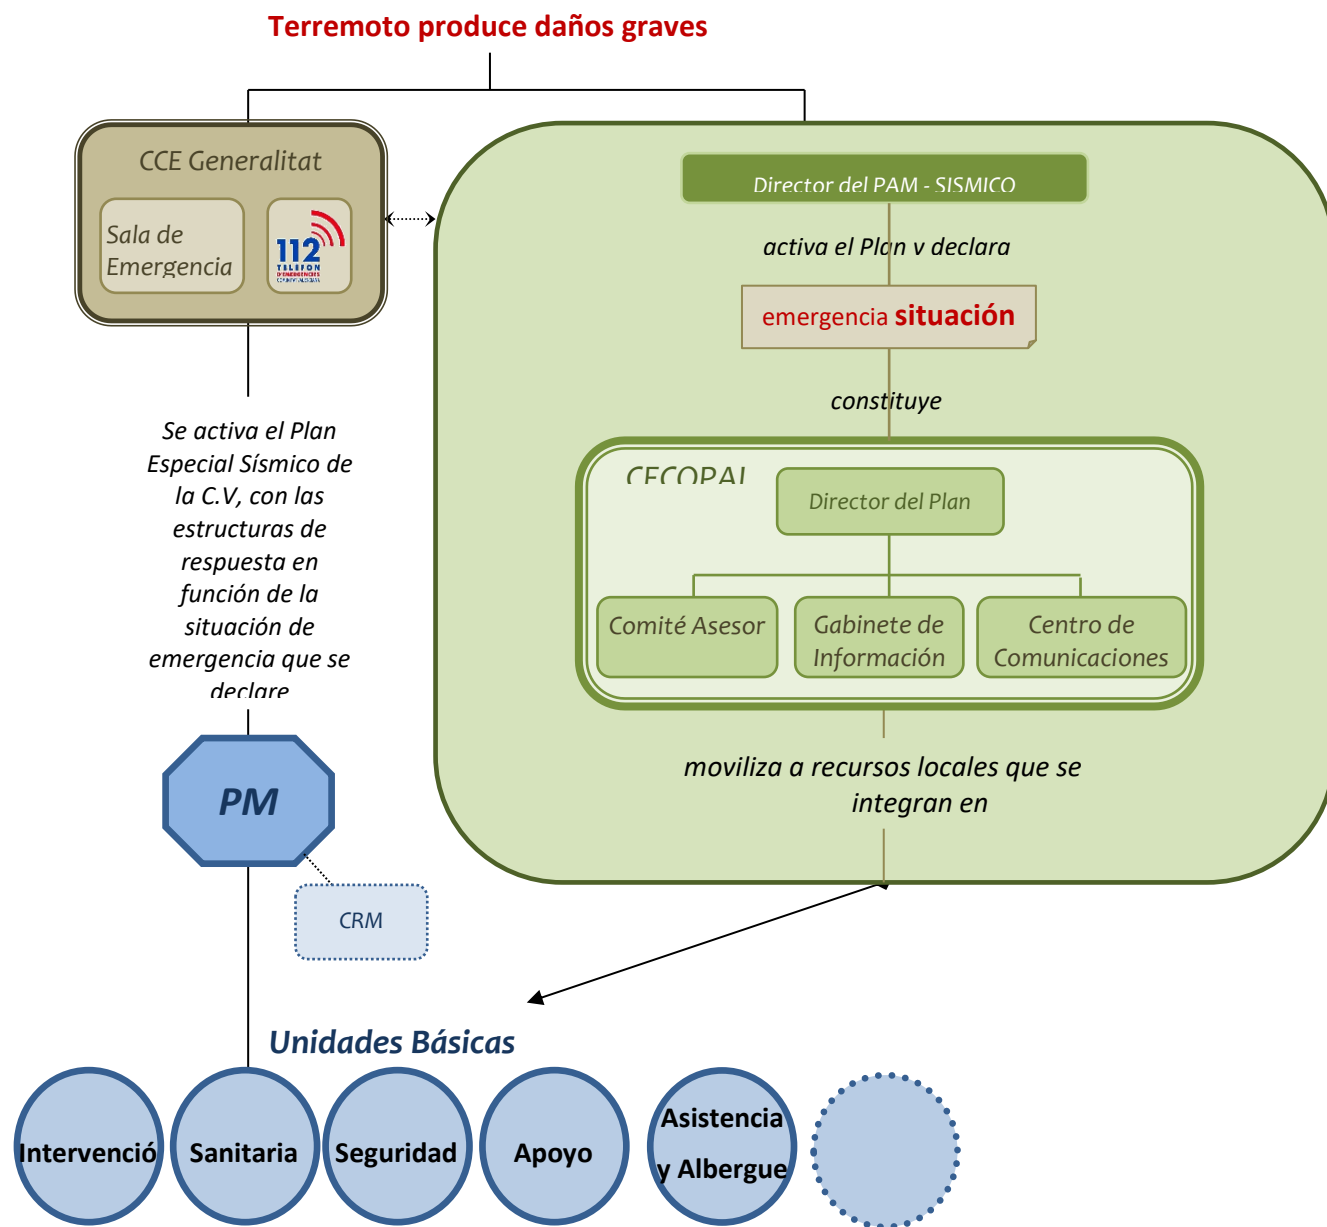 Terremoto produce daños graves
CCE Generalitat
Sala de
Emergencia
112
TELÈFON
D'EMERGÈNCIES
Director del PAM - SISMICO
activa el Plan y declara
emergencia situación
constituye
CECOPAL
Director del Plan
Comité Asesor
Gabinete de
Información
Centro de
Comunicaciones
moviliza a recursos locales que se
integran en
Se activa el Plan
Especial Sísmico de
la C.V, con las
estructuras de
respuesta en
función de la
situación de
emergencia que se
declare
PM
CRM
Unidades Básicas
Intervenció
Sanitaria
Seguridad
Apoyo
Asistencia
y Albergue